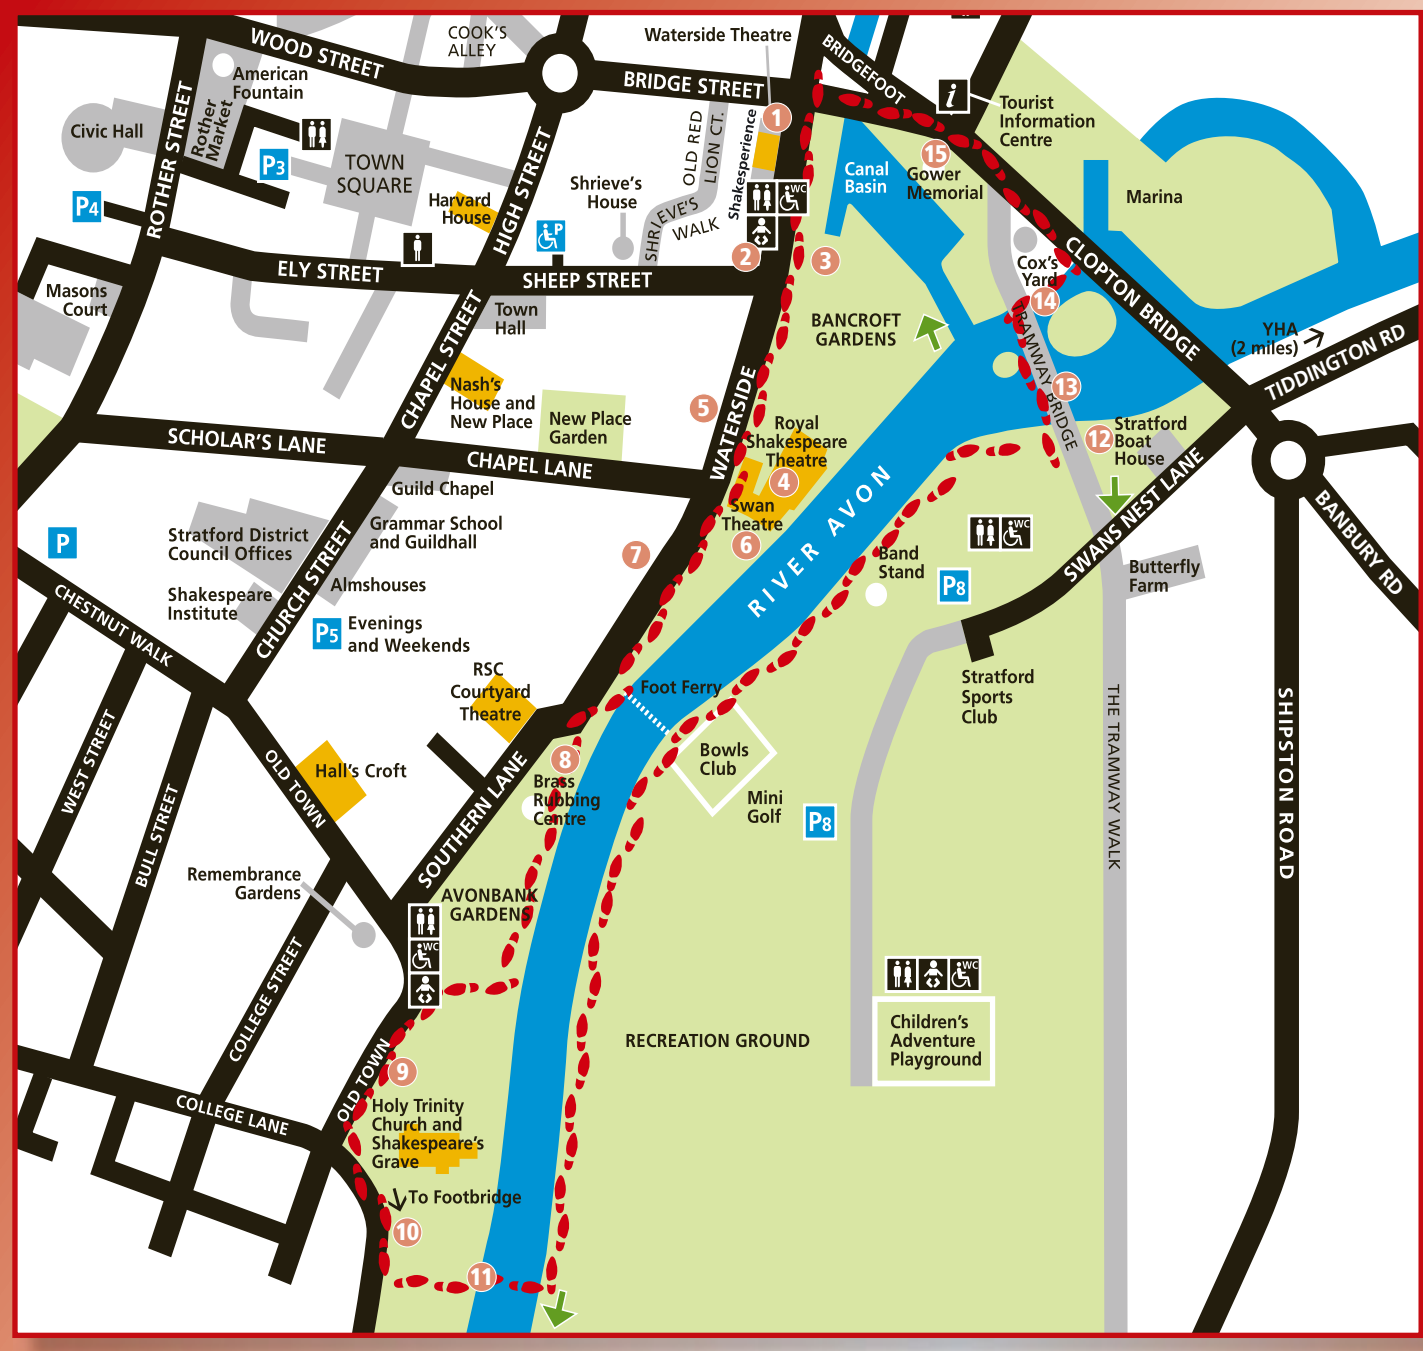 COOK'S
ALLEY
Waterside Theatre
WOOD STREET
BRIDGE STREET
BRIDGEFOOT
American
Fountain
Rother
Market
ROTHER STREET
Civic Hall
P3
P4
TOWN
SQUARE
HIGH STREET
Harvard
House
Shrieve's
House
P
OLD RED
LION CT.
SHRIEVE'S
WALK
Shakesperience
1
WC
2
3
i
Tourist
Information
Centre
15
Gower
Memorial
Canal
Basin
Marina
Cox's
Yard
14
CLOPTON BRIDGE
YHA
(2 miles)
TIDDINGTON RD
ELY STREET
SHEEP STREET
Masons
Court
Town
Hall
CHAPEL STREET
BANCROFT
GARDENS
TRAMWAY BRIDGE
13
12
Stratford
Boat
House
Nash's
House and
New Place
New Place
Garden
5
WATERSIDE
Royal
Shakespeare
Theatre
4
Swan
Theatre
6
SCHOLAR'S LANE
CHAPEL LANE
Guild Chapel
Grammar School
and Guildhall
Stratford District
Council Offices
Almshouses
Shakespeare
Institute
CHURCH STREET
P
P5
Evenings
and Weekends
7
RIVER AVON
Band
Stand
WC
P8
SWANS NEST LANE
Butterfly
Farm
BANBURY RD
CHESTNUT WALK
RSC
Courtyard
Theatre
Foot Ferry
Stratford
Sports
Club
THE TRAMWAY WALK
SHIPSTON ROAD
WEST STREET
OLD TOWN
Hall's Croft
8
Brass
Rubbing
Centre
Bowls
Club
Mini
Golf
P8
BULL STREET
SOUTHERN LANE
Remembrance
Gardens
AVONBANK
GARDENS
WC
COLLEGE STREET
WC
Children's
Adventure
Playground
RECREATION GROUND
OLD TOWN
9
COLLEGE LANE
Holy Trinity
Church and
Shakespeare's
Grave
To Footbridge
10
11